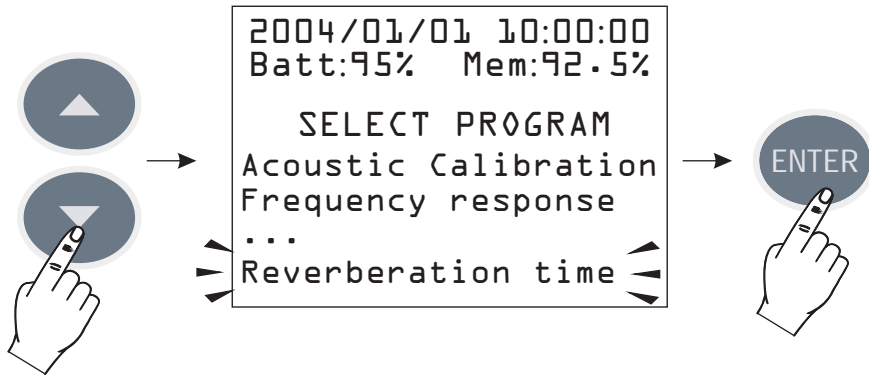 2004/01/01 10:00:00
Batt:95% Mem:92.5%
SELECT PROGRAM
Acoustic Calibration
Frequency response
...
Reverberation time
ENTER